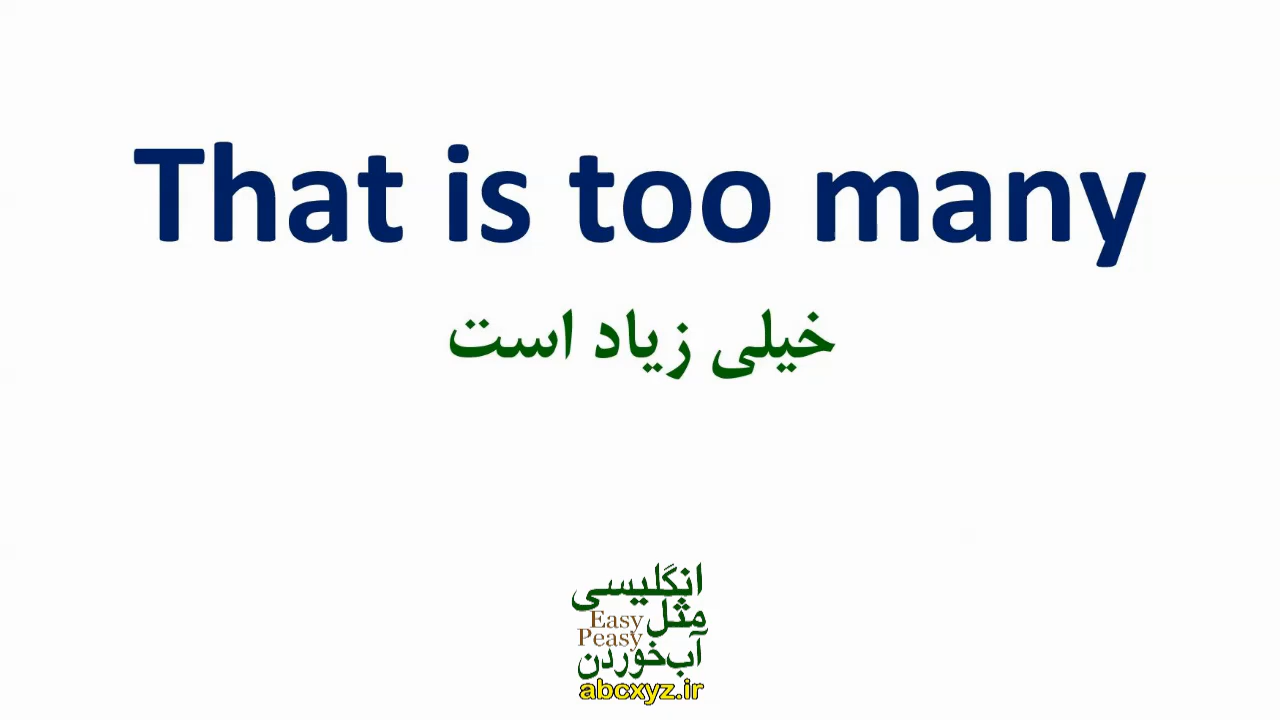 That is too many
خیلی زیاد است
انگلیسی
مثل Easy
Peasy
آب‌خوردن
abcxyz.ir